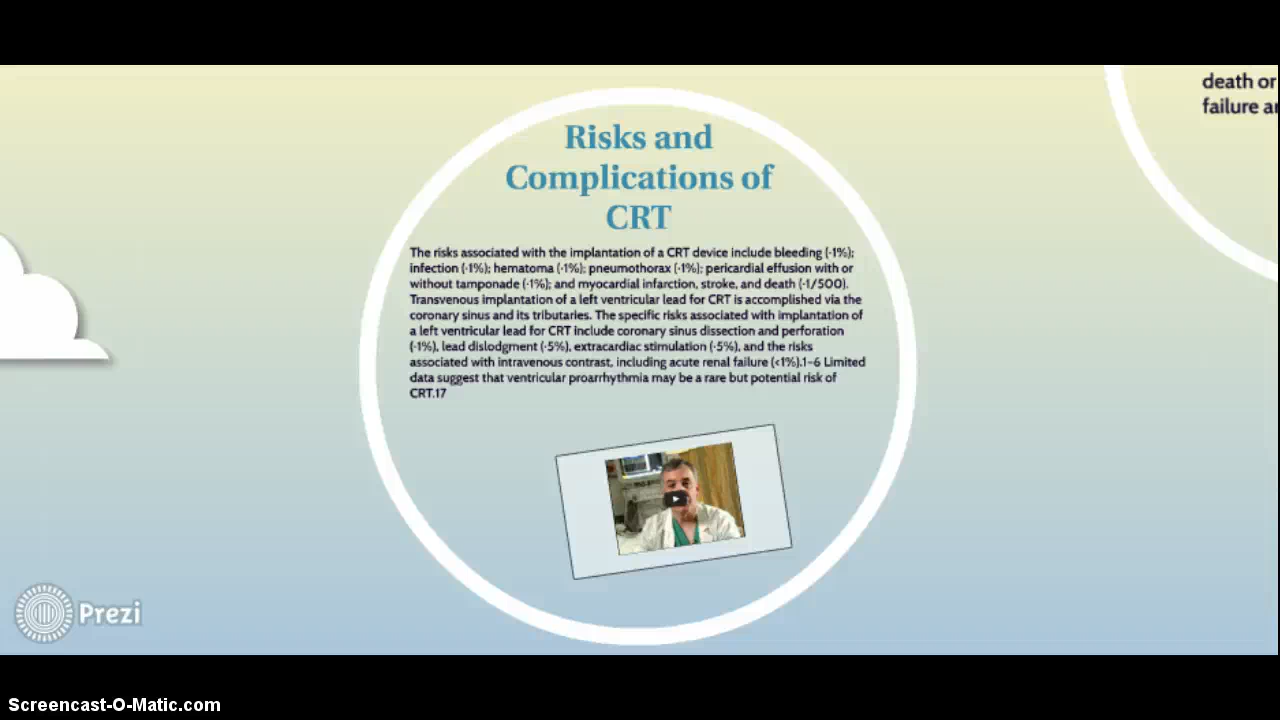 death or
failure a
Risks and
Complications of
CRT
The risks associated with the implantation of a CRT device include bleeding (-1%);
infection (-1%); hematoma (-1%); pneumothorax (-1%); pericardial effusion with or
without tamponade (-1%); and myocardial infarction, stroke, and death (-1/500).
Transvenous implantation of a left ventricular lead for CRT is accomplished via the
coronary sinus and its tributaries. The specific risks associated with implantation of
a left ventricular lead for CRT include coronary sinus dissection and perforation
(-1%), lead dislodgment (-5%), extracardiac stimulation (-5%), and the risks
associated with intravenous contrast, including acute renal failure (<1%).1-6 Limited
data suggest that ventricular proarrhythmia may be a rare but potential risk of
CRT.17
Prezi
Screencast-O-Matic.com